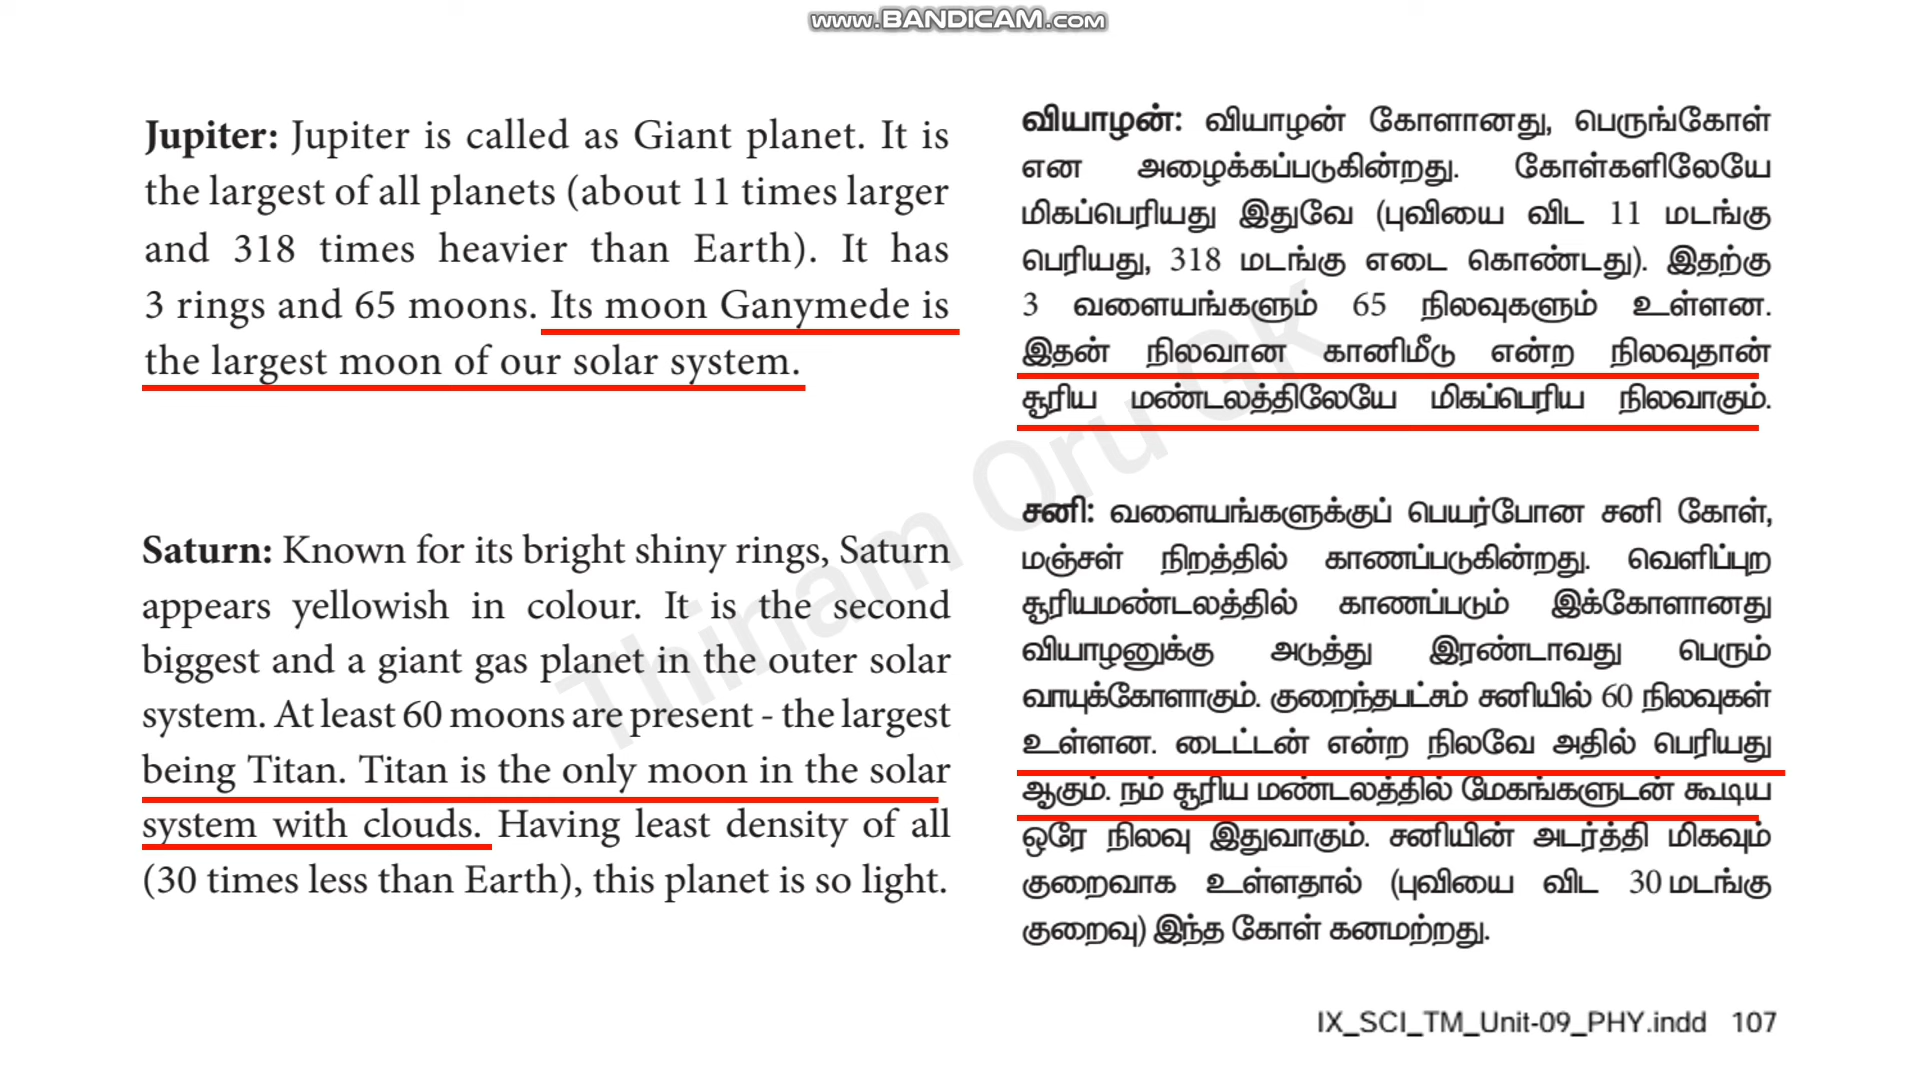 www.BANDICAM.com
Jupiter: Jupiter is called as Giant planet. It is
the largest of all planets (about 11 times larger
and 318 times heavier than Earth). It has
3 rings and 65 moons. Its moon Ganymede is
the largest moon of our solar system.
Saturn: Known for its bright shiny rings, Saturn
appears yellowish in colour. It is the second
biggest and a giant gas planet in the outer solar
system. At least 60 moons are present - the largest
being Titan. Titan is the only moon in the solar
system with clouds. Having least density of all
(30 times less than Earth), this planet is so light.
வியாழன்: வியாழன் கோளானது, பெருங்கோள்
என அழைக்கப்படுகின்றது. கோள்களிலேயே
மிகப்பெரியது இதுவே (புவியை விட 11 மடங்கு
பெரியது, 318 மடங்கு எடை கொண்டது). இதற்கு
3 வளையங்களும் 65 நிலவுகளும் உள்ளன.
இதன் நிலவான கானிமீடு என்ற நிலவுதான்
சூரிய மண்டலத்திலேயே மிகப்பெரிய நிலவாகும்.
சனி: வளையங்களுக்குப் பெயர்போன சனி கோள்,
மஞ்சள் நிறத்தில் காணப்படுகின்றது. வெளிப்புற
சூரியமண்டலத்தில் காணப்படும் இக்கோளானது
வியாழனுக்கு அடுத்து இரண்டாவது பெரும்
வாயுக்கோளாகும். குறைந்தபட்சம் சனியில் 60 நிலவுகள்
உள்ளன. டைட்டன் என்ற நிலவே அதில் பெரியது
ஆகும். நம் சூரிய மண்டலத்தில் மேகங்களுடன் கூடிய
ஒரே நிலவு இதுவாகும். சனியின் அடர்த்தி மிகவும்
குறைவாக உள்ளதால் (புவியை விட 30 மடங்கு
குறைவு) இந்த கோள் கனமற்றது.
Thinam Oru GK
IX_SCI_TM_Unit-09_PHY.indd 107